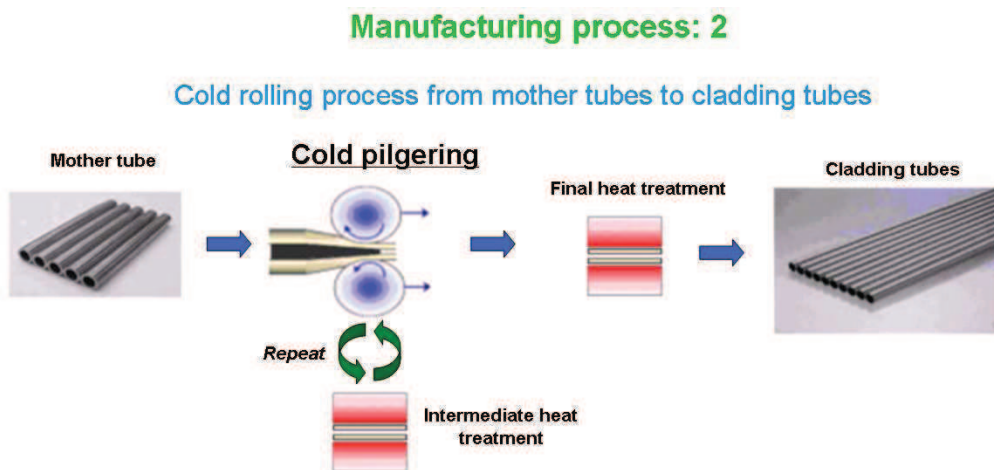 Manufacturing process: 2
Cold rolling process from mother tubes to cladding tubes
Mother tube
Cold pilgering
Final heat treatment
Cladding tubes
Repeat
Intermediate heat
treatment